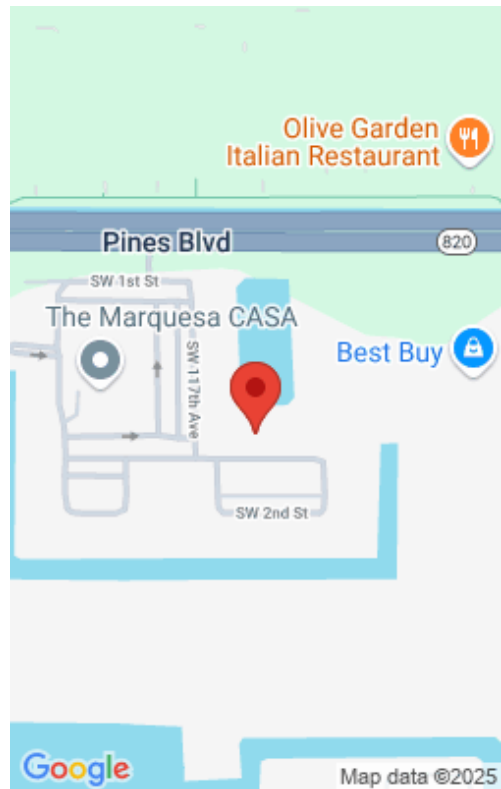 Olive Garden
Italian Restaurant
Pines Blvd
820
SW 1st St
The Marquesa CASA
Best Buy
SW 117th Ave
SW 2nd St
Google
Map data ©2025